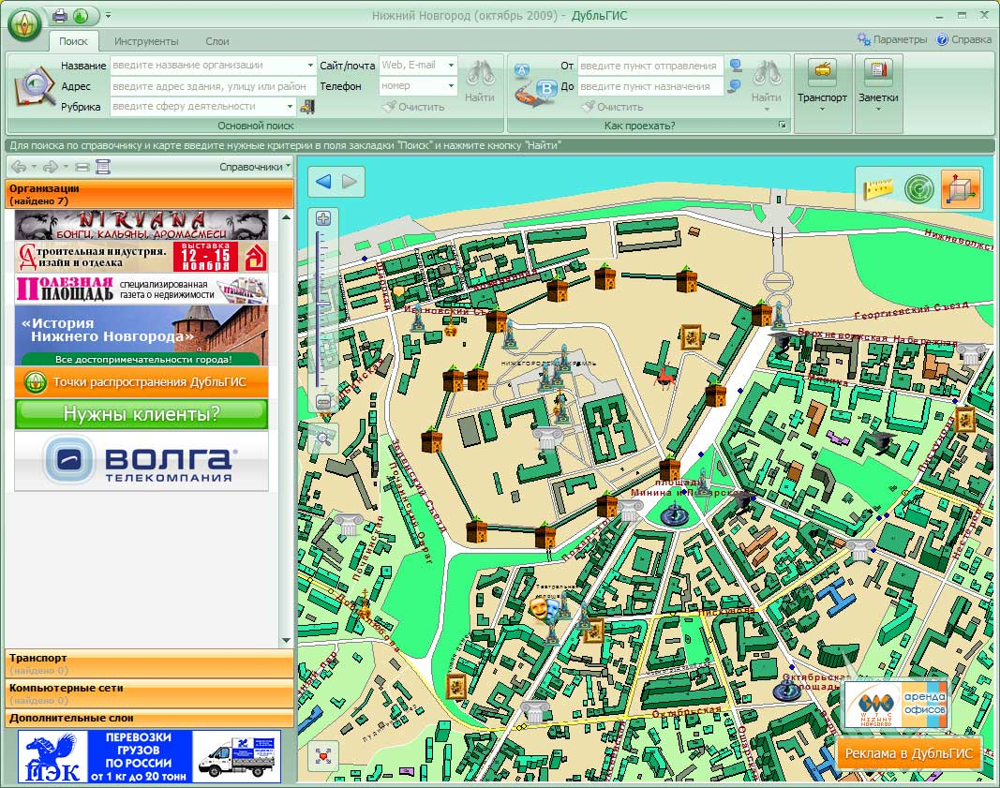 Нижний Новгород (октябрь 2009) - ДубльГИС
Поиск
Инструменты
Слои
Параметры
Справка
Название
введите название организации
Сайт/почта
Web, E-mail
Адрес
введите адрес здания, улицу или район
Телефон
номер
Рубрика
введите сферу деятельности
Найти
Очистить
Основной поиск
От
введите пункт отправления
До
введите пункт назначения
Найти
Очистить
Как проехать?
Транспорт
Заметки
Для поиска по справочнику и карте введите нужные критерии в поля закладки "Поиск" и нажмите кнопку "Найти"
Справочники
Организации
(найдено 7)
NIRVANA
БОНГИ, КАЛЬЯНЫ, АРОМАСМЕСИ
Строительная индустрия.
Дизайн и отделка
выставка
12 - 15
ноября
ПОЛЕЗНАЯ
ПЛОЩАДЬ
специализированная
газета о недвижимости
«История
Нижнего Новгорода»
Все достопримечательности города!
Точки распространения ДубльГИС
Нужны клиенты?
ВОЛГА
ТЕЛЕКОМПАНИЯ
Транспорт
(найдено 0)
Компьютерные сети
(найдено 0)
Дополнительные слои
ПЭК
ПЕРЕВОЗКИ
ГРУЗОВ
ПО РОССИИ
от 1 кг до 20 тонн
Георгиевский Съезд
Верхневолжская Набережная
Минина
НИЖЕГОРОДСКИЙ КРЕМЛЬ
Зеленский Съезд
Почаинский Овраг
Почаинская
площадь
Минина и Пожарск
Театральная
площадь
Пискунова
Октябрьская
площадь
Октябрьская
аренда
офисов
WTC
NIZHNY
NOVGOROD
Реклама в ДубльГИС